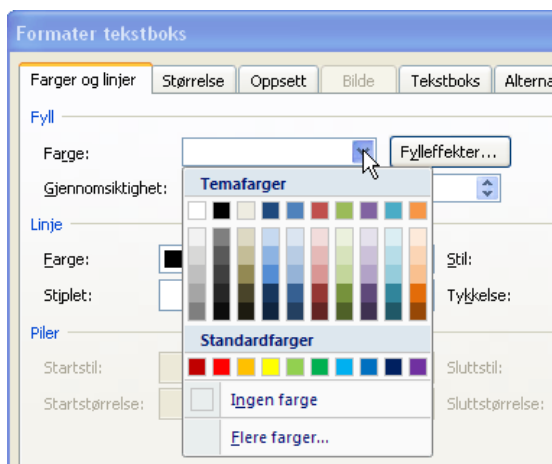 Formater tekstboks
Farger og linjer Størrelse Oppsett Bilde Tekstboks
Fyll
Farge: Fylleffekter...
Gjennomsiktighet:
Temafarger
Linje
Farge: Stil:
Stiplet: Tykkelse:
Piler
Standardfarger
Startstil: Sluttstil:
Startstørrelse: Ingen farge Sluttstørrelse:
Flere farger...